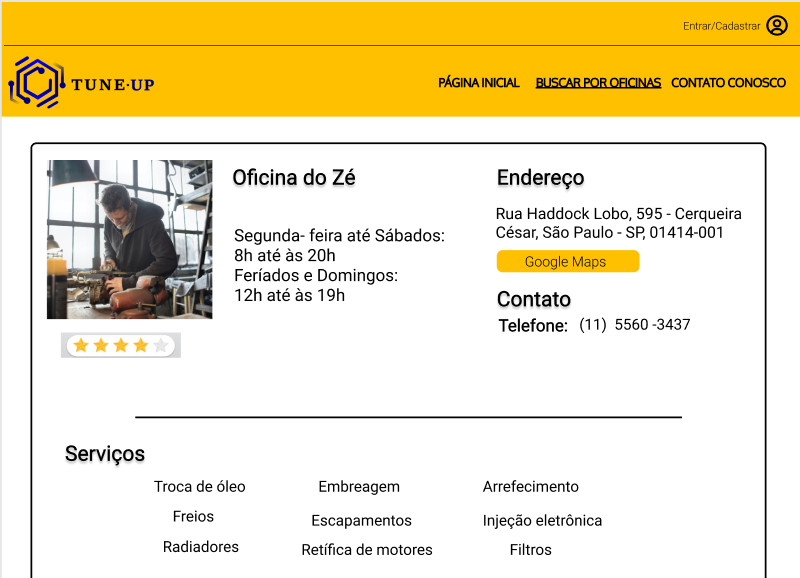 Entrar/Cadastrar
TUNE·UP
PÁGINA INICIAL
BUSCAR POR OFICINAS
CONTATO CONOSCO
Oficina do Zé
Segunda- feira até Sábados:
8h até às 20h
Feríados e Domingos:
12h até às 19h
Endereço
Rua Haddock Lobo, 595 - Cerqueira
César, São Paulo - SP, 01414-001
Google Maps
Contato
Telefone: (11) 5560 -3437
Serviços
Troca de óleo
Embreagem
Arrefecimento
Freios
Escapamentos
Injeção eletrônica
Radiadores
Retífica de motores
Filtros